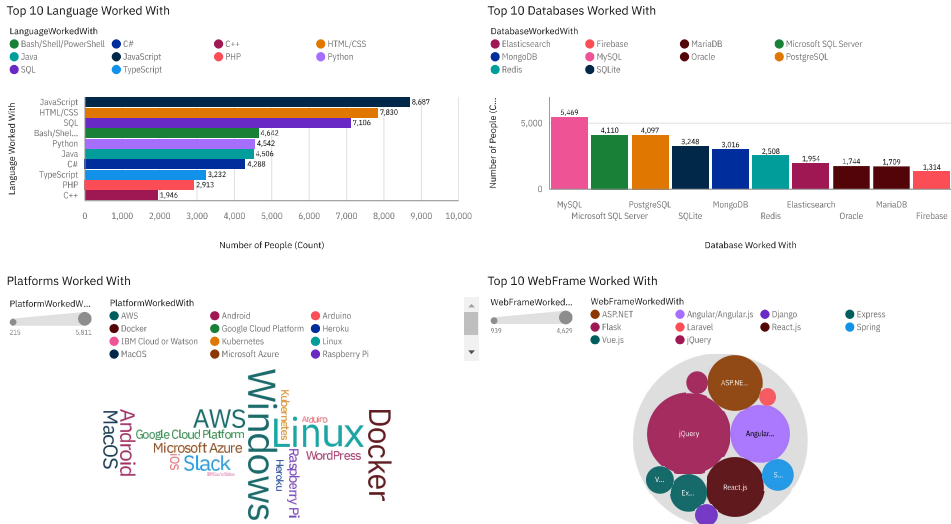 Top 10 Language Worked With
LanguageWorkedWith
Bash/Shell/PowerShell C# C++ HTML/CSS
Java JavaScript PHP Python
SQL TypeScript
Language Worked With
JavaScript 8,687
HTML/CSS 7,830
SQL 7,106
Bash/Shel... 4,642
Python 4,542
Java 4,506
C# 4,288
TypeScript 3,232
PHP 2,913
C++ 1,946
0 1,000 2,000 3,000 4,000 5,000 6,000 7,000 8,000 9,000 10,000
Number of People (Count)
Top 10 Databases Worked With
DatabaseWorkedWith
Elasticsearch Firebase MariaDB Microsoft SQL Server
MongoDB MySQL Oracle PostgreSQL
Redis SQLite
Number of People (C...
5,000
0
5,469 4,110 4,097 3,248 3,016 2,508 1,954 1,744 1,709 1,314
MySQL PostgreSQL MongoDB Elasticsearch MariaDB
Microsoft SQL Server SQLite Redis Oracle Firebase
Database Worked With
Platforms Worked With
PlatformWorkedW...
215 5,811
PlatformWorkedWith
AWS Android Arduino
Docker Google Cloud Platform Heroku
IBM Cloud or Watson Kubernetes Linux
MacOS Microsoft Azure Raspberry Pi
MacOS
Android
AWS
Google Cloud Platform
Microsoft Azure
iOS
Slack
Windows
Kubernetes
Arduino
Linux
WordPress
Heroku
Raspberry Pi
Docker
Top 10 WebFrame Worked With
WebFrameWorked...
939 4,629
WebFrameWorkedWith
ASP.NET Angular/Angular.js Django Express
Flask Laravel React.js Spring
Vue.js jQuery
ASP.NE...
jQuery
Angular...
V...
Ex...
React.js
S...